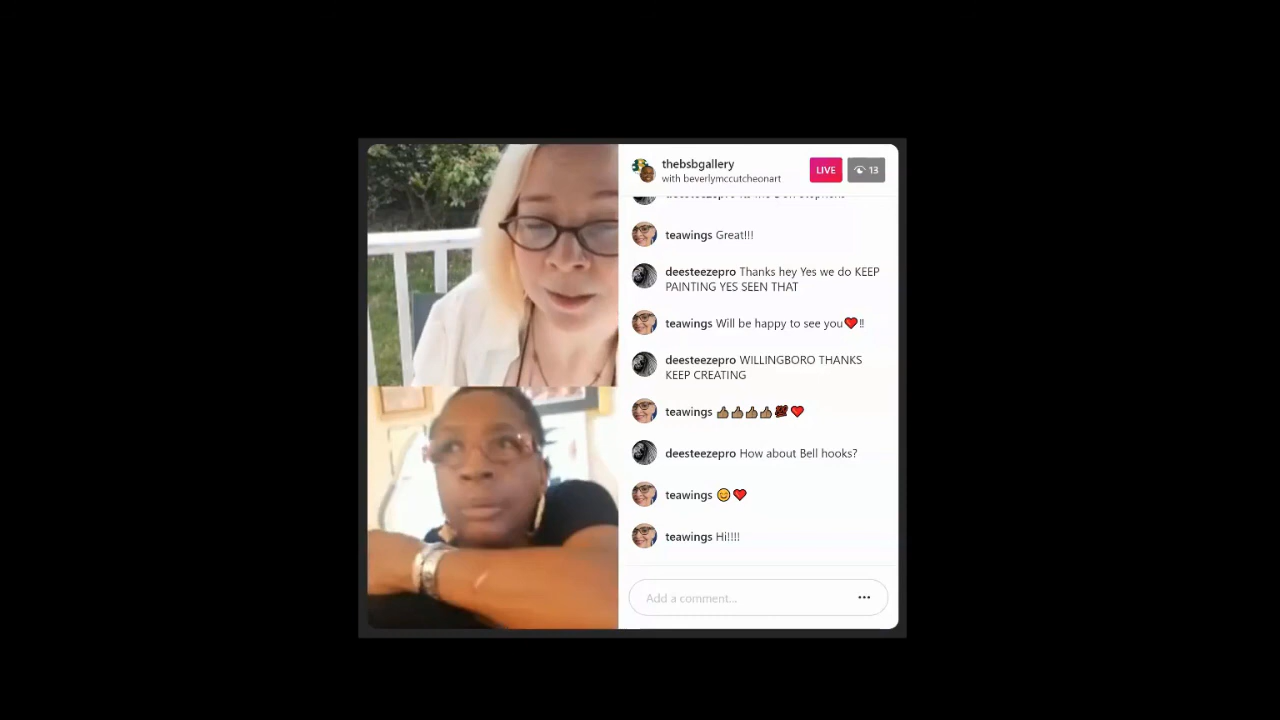 thebsbgallery
with beverlymccutcheonart
LIVE
13
teawings Great!!!
deesteezepro Thanks hey Yes we do KEEP
PAINTING YES SEEN THAT
teawings Will be happy to see you❤️!!
deesteezepro WILLINGBORO THANKS
KEEP CREATING
teawings 👍🏽👍🏽👍🏽👍🏽💯❤️
deesteezepro How about Bell hooks?
teawings 😊❤️
teawings Hi!!!!
Add a comment...